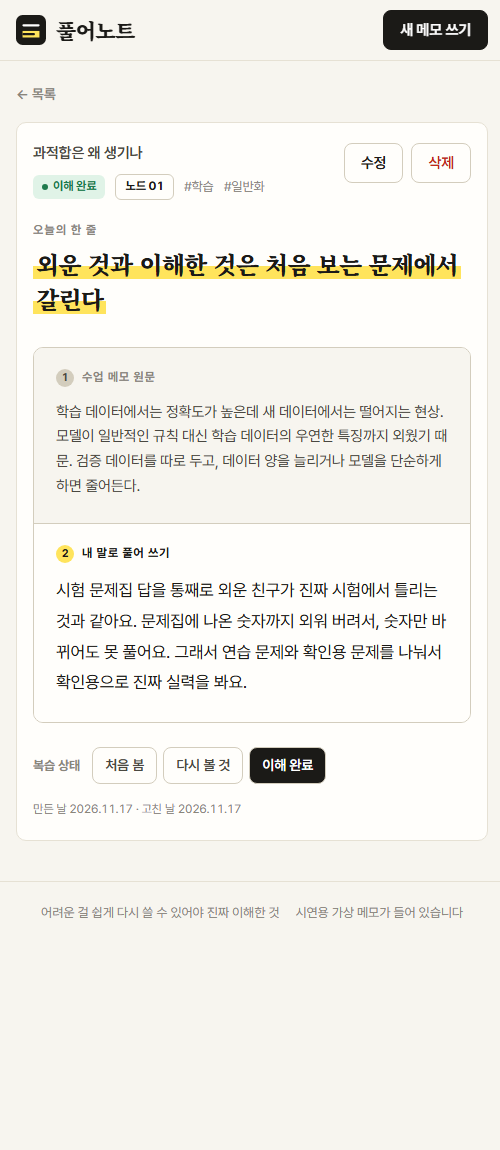 풀어노트
새 메모 쓰기
← 목록
과적합은 왜 생기나
수정
삭제
이해 완료
노드 01
#학습
#일반화
오늘의 한 줄
외운 것과 이해한 것은 처음 보는 문제에서
갈린다
1 수업 메모 원문
학습 데이터에서는 정확도가 높은데 새 데이터에서는 떨어지는 현상.
모델이 일반적인 규칙 대신 학습 데이터의 우연한 특징까지 외웠기 때
문. 검증 데이터를 따로 두고, 데이터 양을 늘리거나 모델을 단순하게
하면 줄어든다.
2 내 말로 풀어 쓰기
시험 문제집 답을 통째로 외운 친구가 진짜 시험에서 틀리는
것과 같아요. 문제집에 나온 숫자까지 외워 버려서, 숫자만 바
뀌어도 못 풀어요. 그래서 연습 문제와 확인용 문제를 나눠서
확인용으로 진짜 실력을 봐요.
복습 상태
처음 봄
다시 볼 것
이해 완료
만든 날 2026.11.17 · 고친 날 2026.11.17
어려운 걸 쉽게 다시 쓸 수 있어야 진짜 이해한 것
시연용 가상 메모가 들어 있습니다